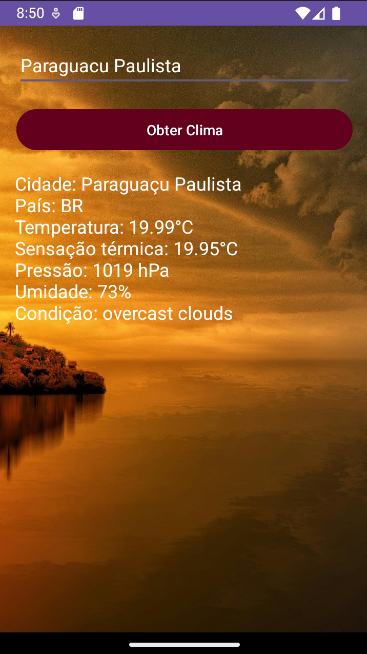 8:50
Paraguacu Paulista
Obter Clima
Cidade: Paraguaçu Paulista
País: BR
Temperatura: 19.99°C
Sensação térmica: 19.95°C
Pressão: 1019 hPa
Umidade: 73%
Condição: overcast clouds